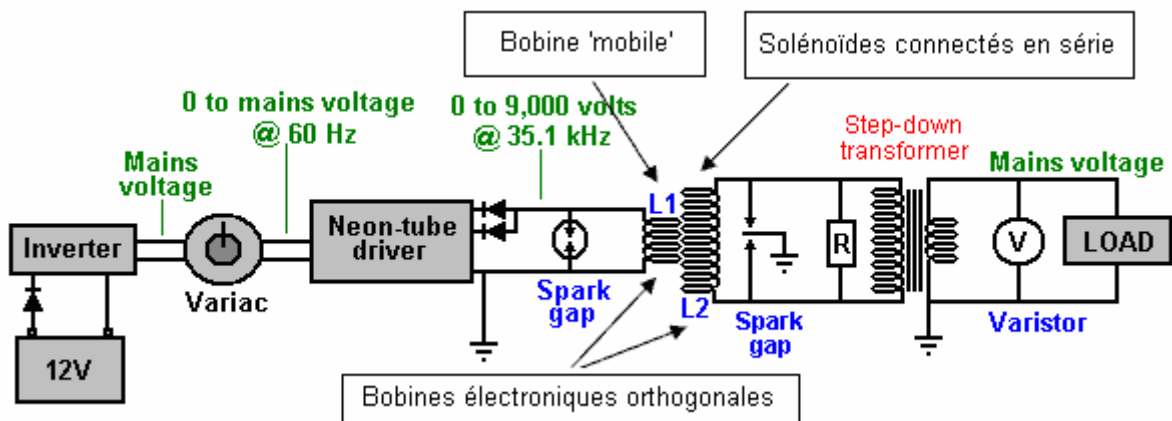 Bobine 'mobile'
Solénoïdes connectés en série
0 to mains voltage
@ 60 Hz
0 to 9,000 volts
@ 35.1 kHz
Step-down
transformer
Mains
voltage
Mains voltage
L1
Inverter
Neon-tube
driver
R
V
LOAD
Variac
Spark
gap
L2
Spark
gap
Varistor
12V
Bobines électroniques orthogonales